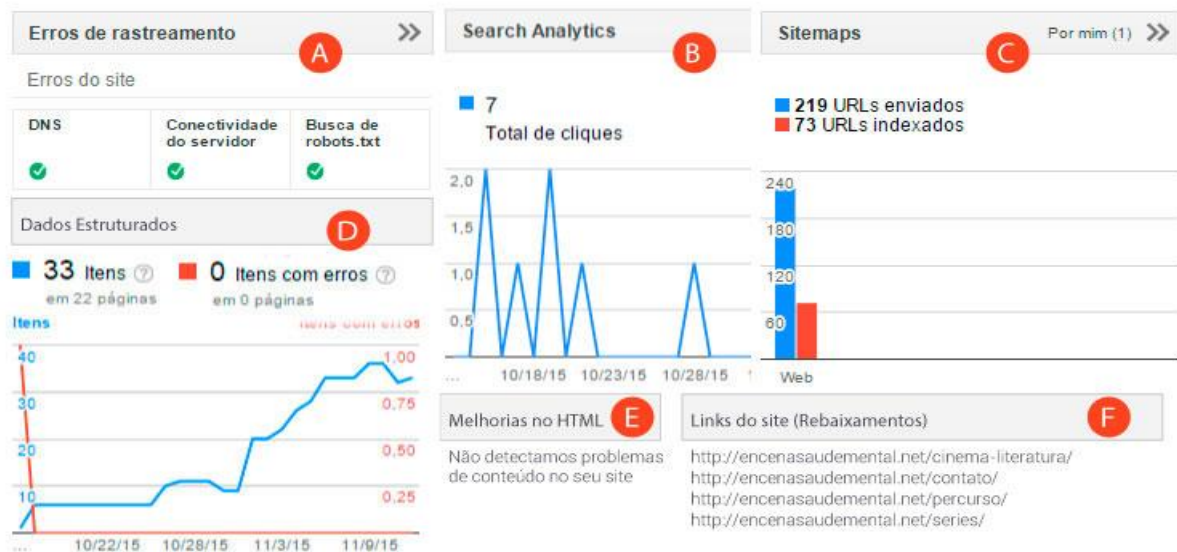 Erros de rastreamento
A
Erros do site
DNS
Conectividade
do servidor
Busca de
robots.txt
Search Analytics
B
7
Total de cliques
2,0
1,5
1,0
0,5
...
10/18/15 10/23/15 10/28/15
Sitemaps
C
Por mim (1)
219 URLs enviados
73 URLs indexados
240
180
120
60
Web
Dados Estruturados
D
33 Itens ?
em 22 páginas
0 Itens com erros ?
em 0 páginas
Itens
Itens com erros
40
30
20
10
1,00
0,75
0,50
0,25
...
10/22/15 10/28/15 11/3/15 11/9/15
Melhorias no HTML
E
Não detectamos problemas
de conteúdo no seu site
Links do site (Rebaixamentos)
F
http://encenasaudemental.net/cinema-literatura/
http://encenasaudemental.net/contato/
http://encenasaudemental.net/percurso/
http://encenasaudemental.net/series/